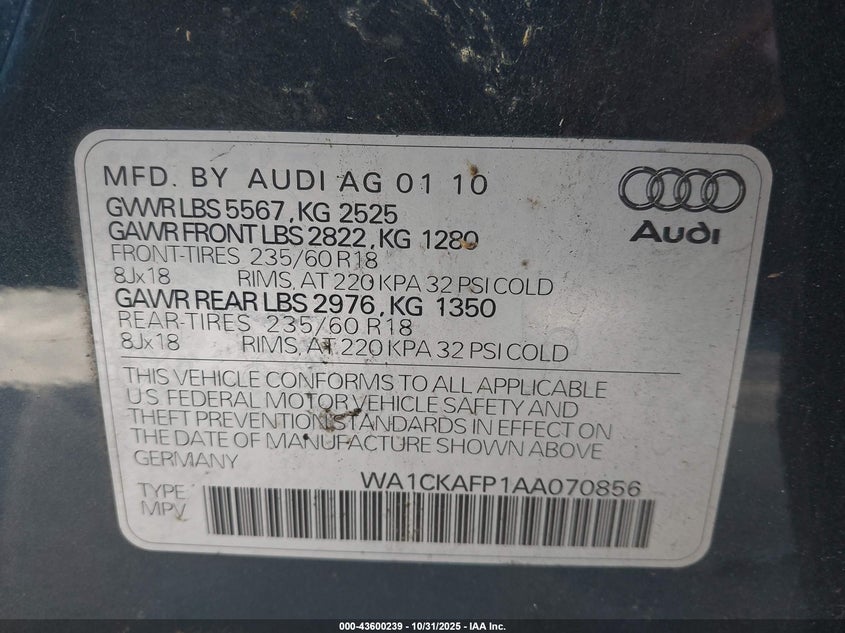 MFD. BY AUDI AG 01 10
GVWR LBS 5567, KG 2525
GAWR FRONT LBS 2822, KG 1280
FRONT-TIRES 235/60 R18
8Jx18 RIMS, AT 220 KPA 32 PSI COLD
GAWR REAR LBS 2976, KG 1350
REAR-TIRES 235/60 R18
8Jx18 RIMS, AT 220 KPA 32 PSI COLD
Audi
THIS VEHICLE CONFORMS TO ALL APPLICABLE
U.S. FEDERAL MOTOR VEHICLE SAFETY AND
THEFT PREVENTION STANDARDS IN EFFECT ON
THE DATE OF MANUFACTURE SHOWN ABOVE
GERMANY
WA1CKAFP1AA070856
TYPE
MPV
000-43600239 - 10/31/2025 - IAA Inc.